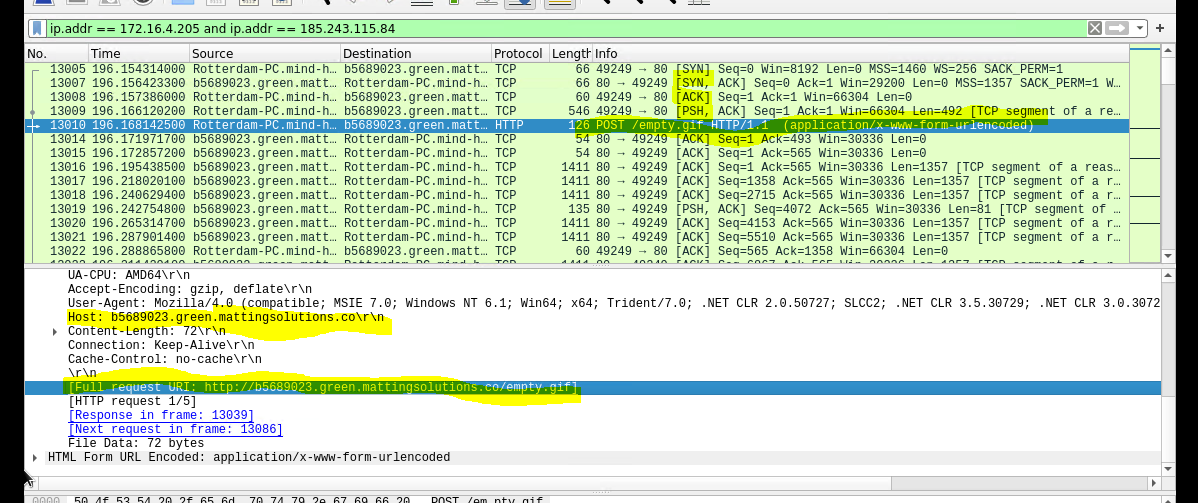 ip.addr == 172.16.4.205 and ip.addr == 185.243.115.84
No. Time Source Destination Protocol Length Info
13005 196.154314000 Rotterdam-PC.mind-h… b5689023.green.matt… TCP 66 49249 → 80 [SYN] Seq=0 Win=8192 Len=0 MSS=1460 WS=256 SACK_PERM=1
13007 196.156423300 b5689023.green.matt… Rotterdam-PC.mind-h… TCP 66 80 → 49249 [SYN, ACK] Seq=0 Ack=1 Win=29200 Len=0 MSS=1357 SACK_PERM=1 W…
13008 196.157386000 Rotterdam-PC.mind-h… b5689023.green.matt… TCP 60 49249 → 80 [ACK] Seq=1 Ack=1 Win=66304 Len=0
13009 196.166120200 Rotterdam-PC.mind-h… b5689023.green.matt… TCP 546 49249 → 80 [PSH, ACK] Seq=1 Ack=1 Win=66304 Len=492 [TCP segment of a re…
13010 196.168142500 Rotterdam-PC.mind-h… b5689023.green.matt… HTTP 126 POST /empty.gif HTTP/1.1 (application/x-www-form-urlencoded)
13014 196.171971700 b5689023.green.matt… Rotterdam-PC.mind-h… TCP 54 80 → 49249 [ACK] Seq=1 Ack=493 Win=30336 Len=0
13015 196.172857200 b5689023.green.matt… Rotterdam-PC.mind-h… TCP 54 80 → 49249 [ACK] Seq=1 Ack=565 Win=30336 Len=0
13016 196.195438500 b5689023.green.matt… Rotterdam-PC.mind-h… TCP 1411 80 → 49249 [ACK] Seq=1 Ack=565 Win=30336 Len=1357 [TCP segment of a reas…
13017 196.218020100 b5689023.green.matt… Rotterdam-PC.mind-h… TCP 1411 80 → 49249 [ACK] Seq=1358 Ack=565 Win=30336 Len=1357 [TCP segment of a r…
13018 196.240629400 b5689023.green.matt… Rotterdam-PC.mind-h… TCP 1411 80 → 49249 [ACK] Seq=2715 Ack=565 Win=30336 Len=1357 [TCP segment of a r…
13019 196.242754800 b5689023.green.matt… Rotterdam-PC.mind-h… TCP 135 80 → 49249 [PSH, ACK] Seq=4072 Ack=565 Win=30336 Len=81 [TCP segment of …
13020 196.265314700 b5689023.green.matt… Rotterdam-PC.mind-h… TCP 1411 80 → 49249 [ACK] Seq=4153 Ack=565 Win=30336 Len=1357 [TCP segment of a r…
13021 196.287901400 b5689023.green.matt… Rotterdam-PC.mind-h… TCP 1411 80 → 49249 [ACK] Seq=5510 Ack=565 Win=30336 Len=1357 [TCP segment of a r…
13022 196.288865800 Rotterdam-PC.mind-h… b5689023.green.matt… TCP 60 49249 → 80 [ACK] Seq=565 Ack=1358 Win=66304 Len=0
UA-CPU: AMD64\r\n
Accept-Encoding: gzip, deflate\r\n
User-Agent: Mozilla/4.0 (compatible; MSIE 7.0; Windows NT 6.1; Win64; x64; Trident/7.0; .NET CLR 2.0.50727; SLCC2; .NET CLR 3.5.30729; .NET CLR 3.0.3072
Host: b5689023.green.mattingsolutions.co\r\n
Content-Length: 72\r\n
Connection: Keep-Alive\r\n
Cache-Control: no-cache\r\n
\r\n
[Full request URI: http://b5689023.green.mattingsolutions.co/empty.gif]
[HTTP request 1/5]
[Response in frame: 13039]
[Next request in frame: 13086]
File Data: 72 bytes
HTML Form URL Encoded: application/x-www-form-urlencoded
0000 50 4f 53 54 20 2f 65 6d 70 74 79 2e 67 69 66 20 POST /em pty.gif